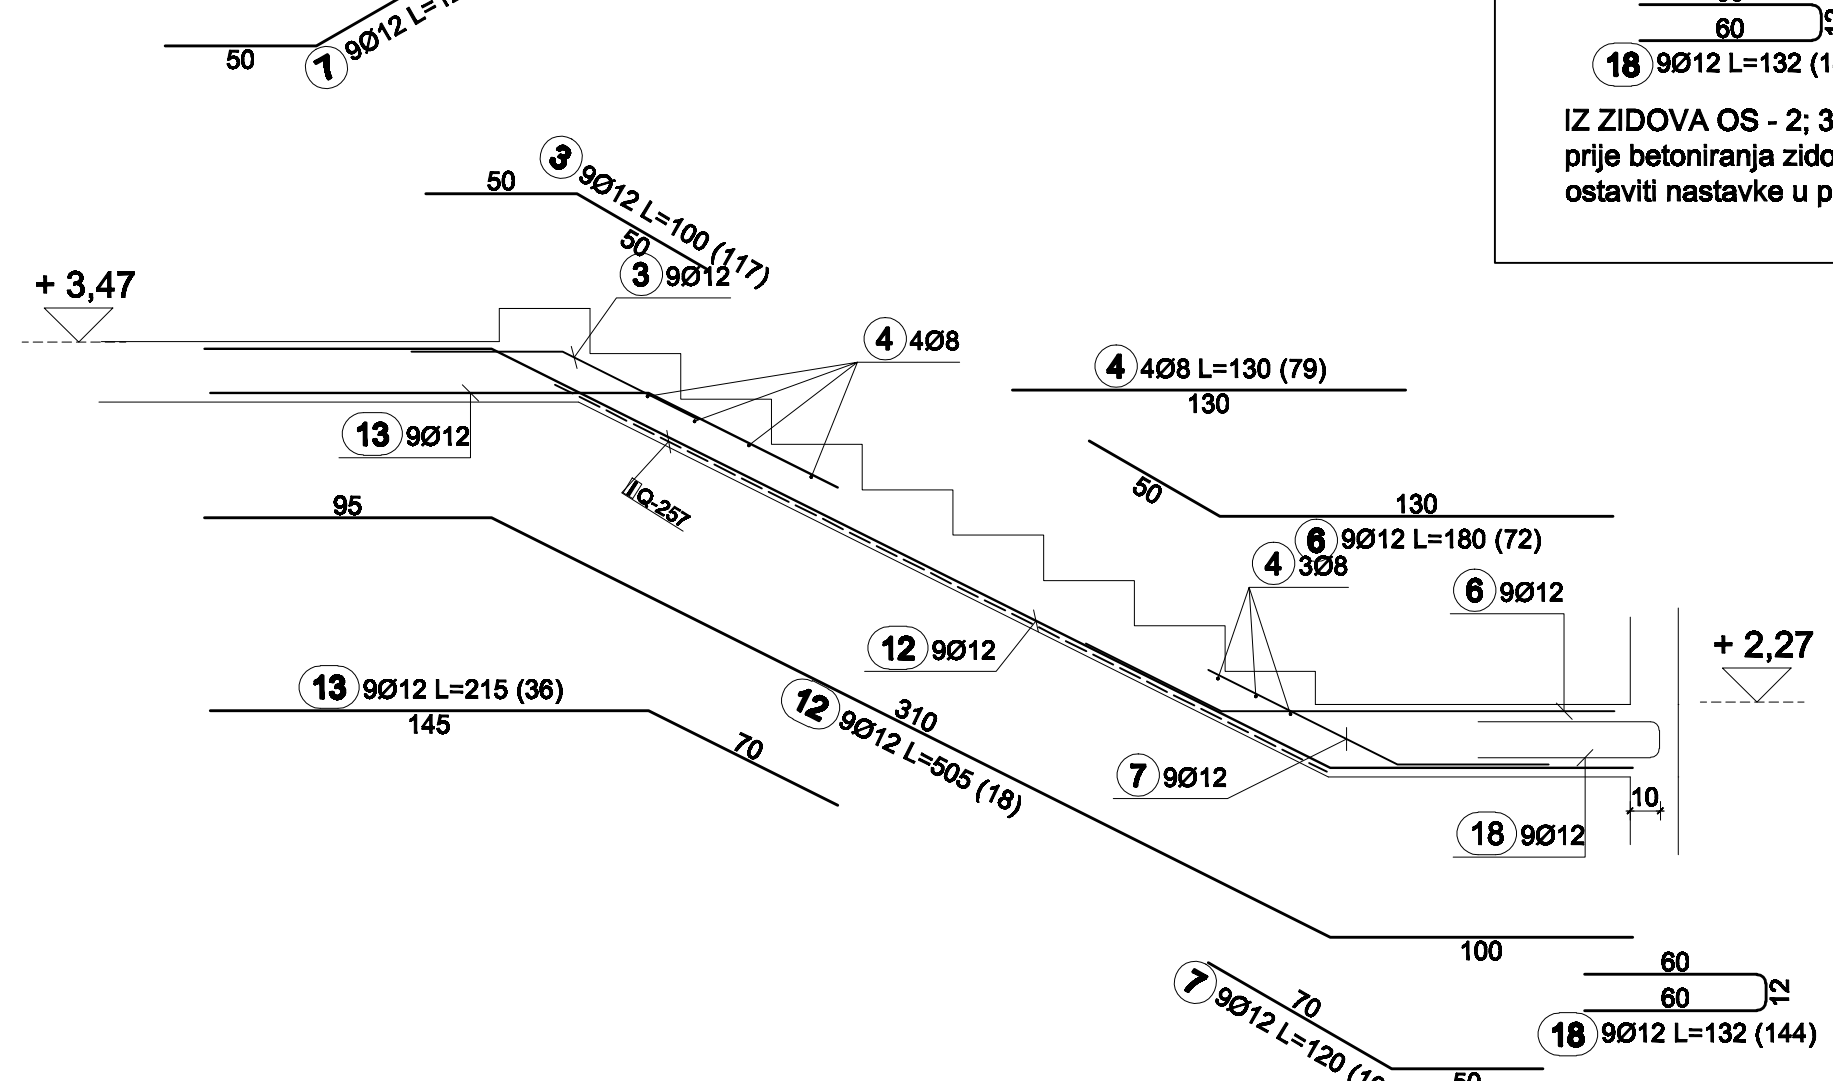 50
7 9Ø12
60
18 9Ø12 L=132
IZ ZIDOVA OS - 2; 3
prije betoniranja
ostaviti nastavke u
3 9Ø12 L=100 (117)
50
50
3 9Ø12
+ 3,47
4 4Ø8
4 4Ø8 L=130 (79)
130
13 9Ø12
Q-257
50
130
6 9Ø12 L=180 (72)
4 3Ø8
6 9Ø12
95
12 9Ø12
+ 2,27
13 9Ø12 L=215 (36)
145
70
310
12 9Ø12 L=505 (18)
7 9Ø12
10
18 9Ø12
100
7 9Ø12 L=120
70
50
60
60
12
18 9Ø12 L=132 (144)